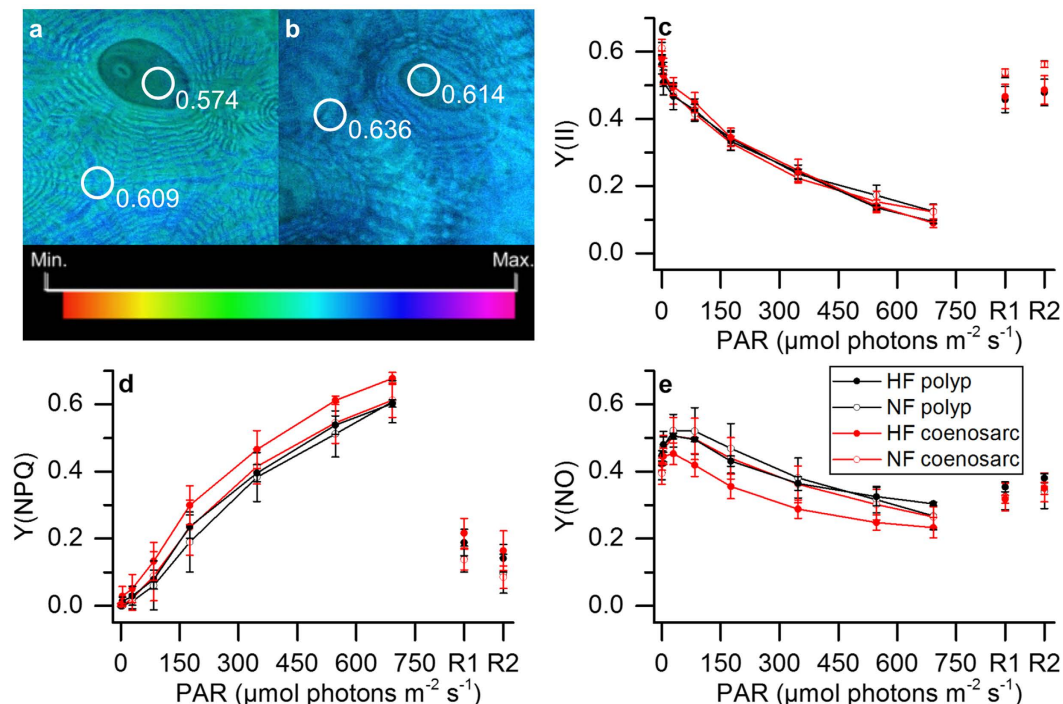 a
0.574
0.609
b
0.614
0.636
Min.
Max.
c
Y(II)
0.6
0.4
0.2
0.0
0 150 300 450 600 750 R1 R2
PAR (µmol photons m⁻² s⁻¹)
d
Y(NPQ)
0.6
0.4
0.2
0.0
0 150 300 450 600 750 R1 R2
PAR (µmol photons m⁻² s⁻¹)
e
Y(NO)
0.6
0.4
0.2
0.0
HF polyp
NF polyp
HF coenosarc
NF coenosarc
0 150 300 450 600 750 R1 R2
PAR (µmol photons m⁻² s⁻¹)